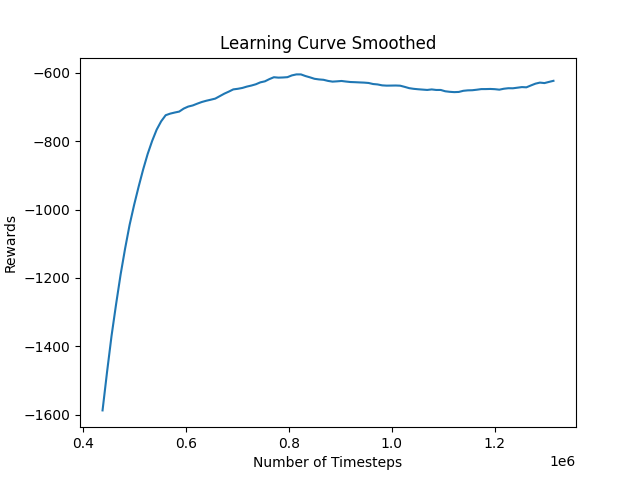 Learning Curve Smoothed
−600
−800
−1000
−1200
−1400
−1600
Rewards
0.4 0.6 0.8 1.0 1.2
1e6
Number of Timesteps